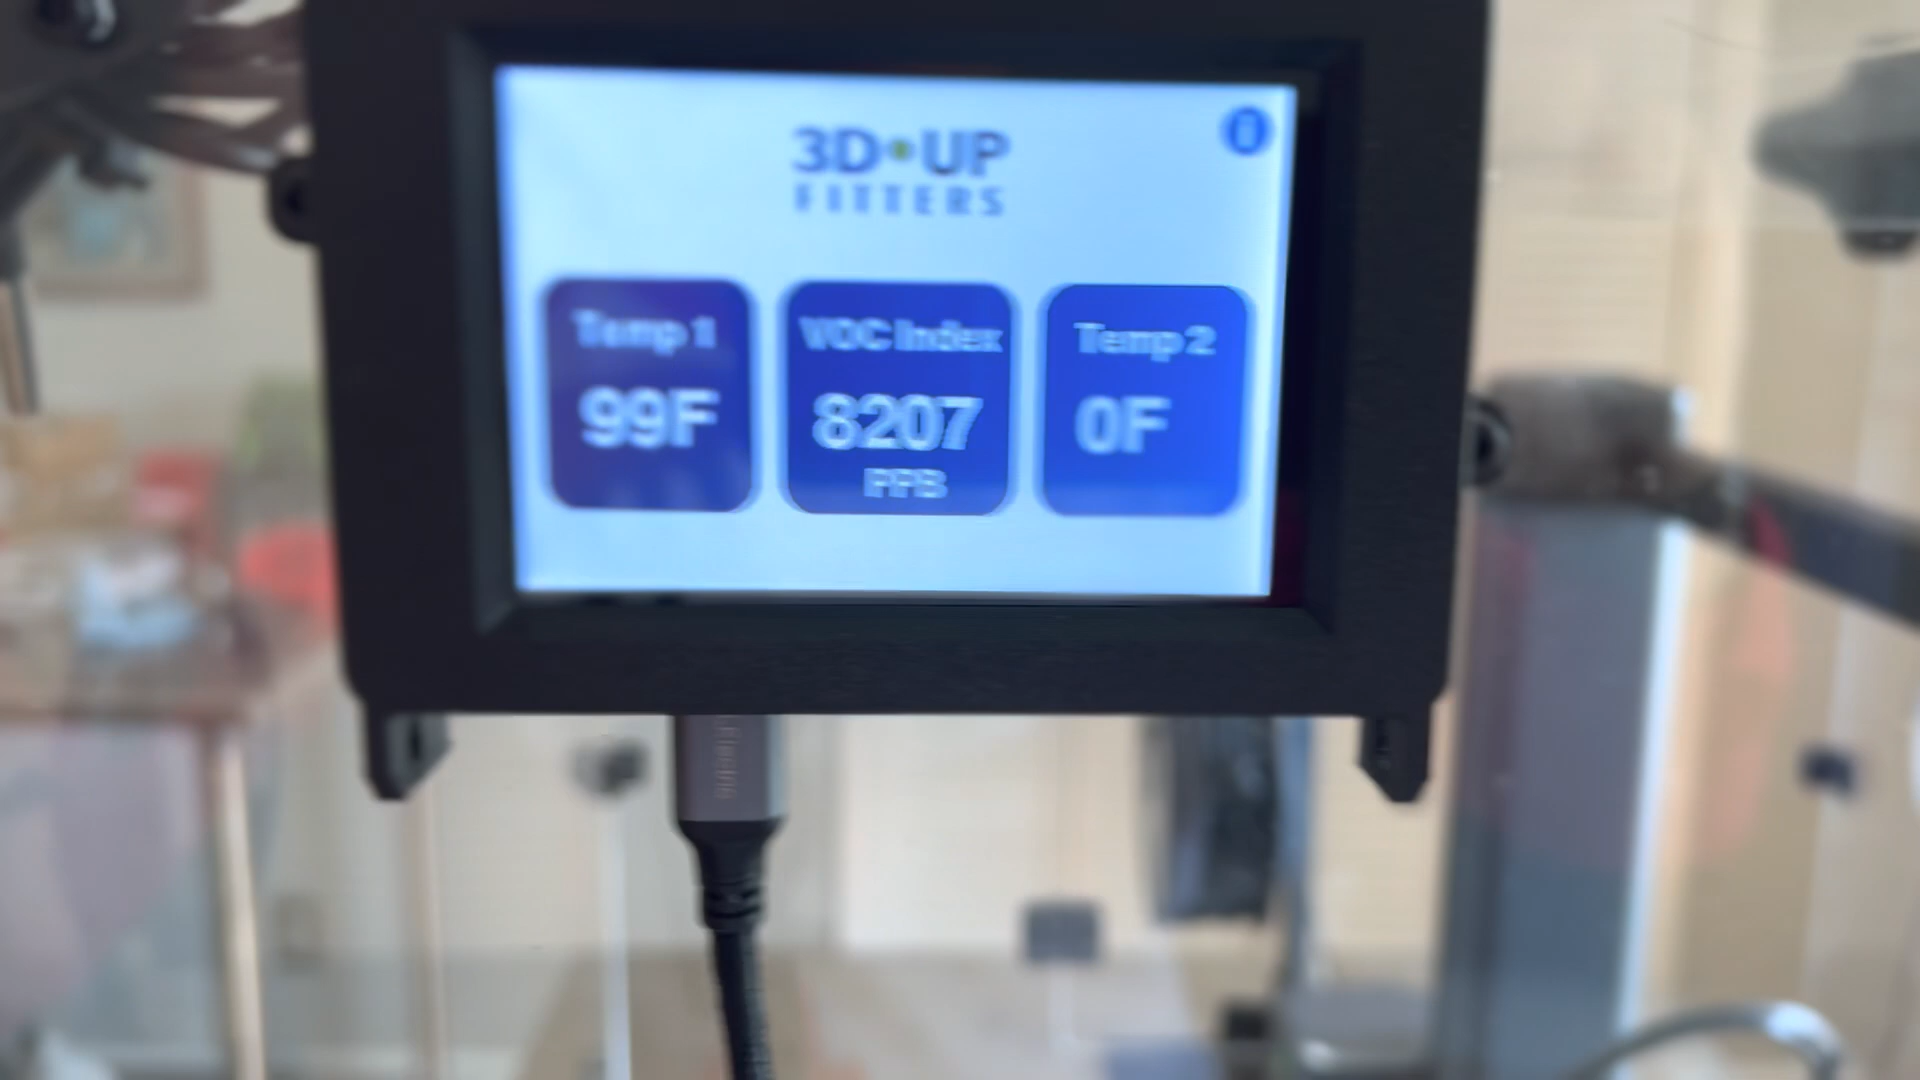 3D•UP
FITTERS
Temp 1
VOC Index
Temp 2
99F
8207
0F
PPB